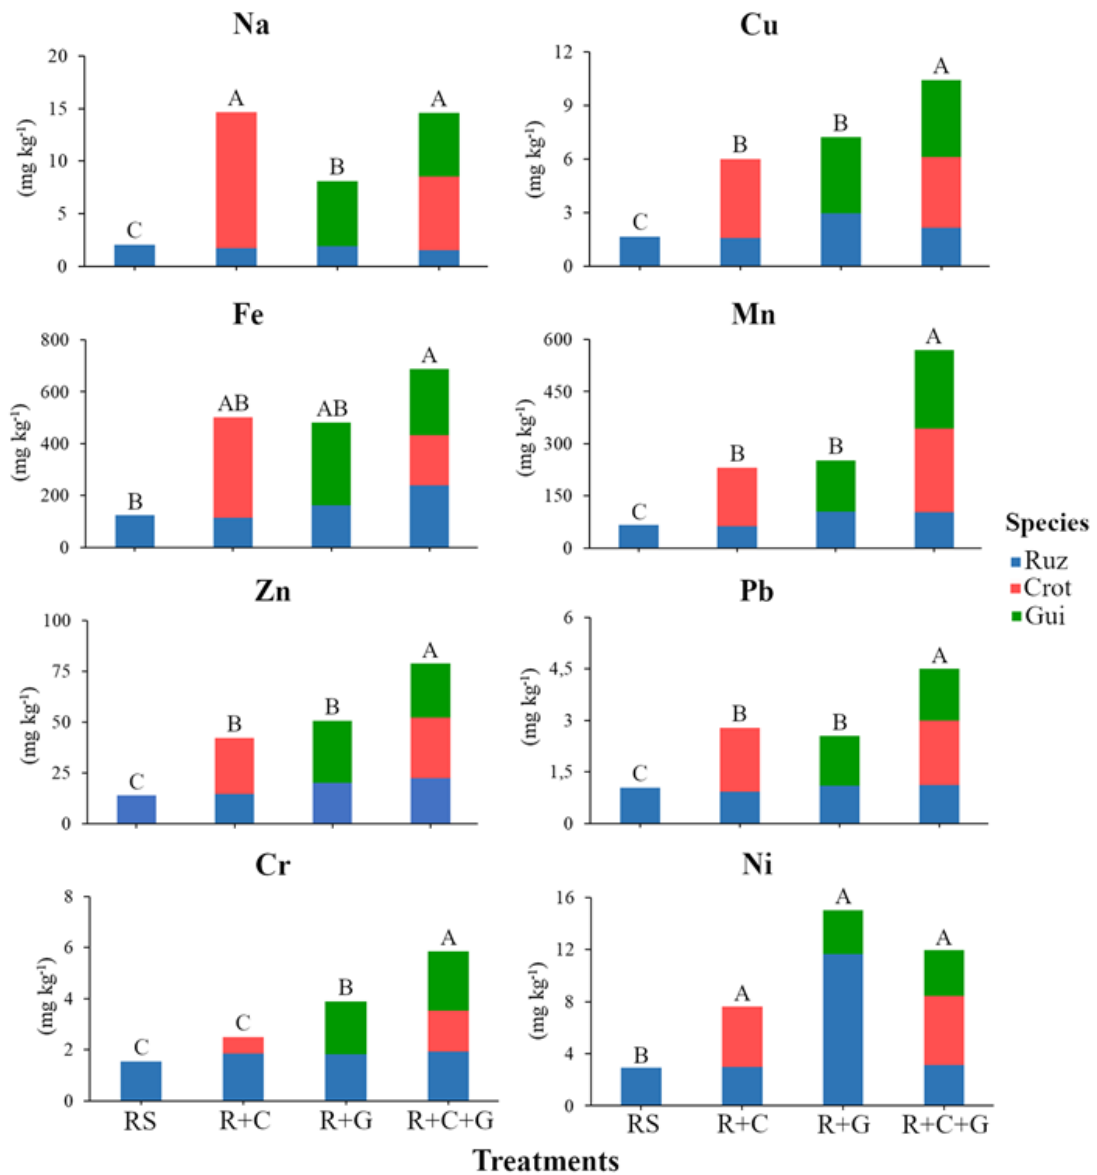 Na
20
15
10
5
0
(mg kg⁻¹)
C
A
B
A
Cu
12
9
6
3
0
(mg kg⁻¹)
C
B
B
A
Fe
800
600
400
200
0
(mg kg⁻¹)
B
AB
AB
A
Mn
600
450
300
150
0
(mg kg⁻¹)
C
B
B
A
Species
Ruz
Crot
Gui
Zn
100
75
50
25
0
(mg kg⁻¹)
C
B
B
A
Pb
6
4,5
3
1,5
0
(mg kg⁻¹)
C
B
B
A
Cr
8
6
4
2
0
(mg kg⁻¹)
C
C
B
A
RS R+C R+G R+C+G
Ni
16
12
8
4
0
(mg kg⁻¹)
B
A
A
A
RS R+C R+G R+C+G
Treatments